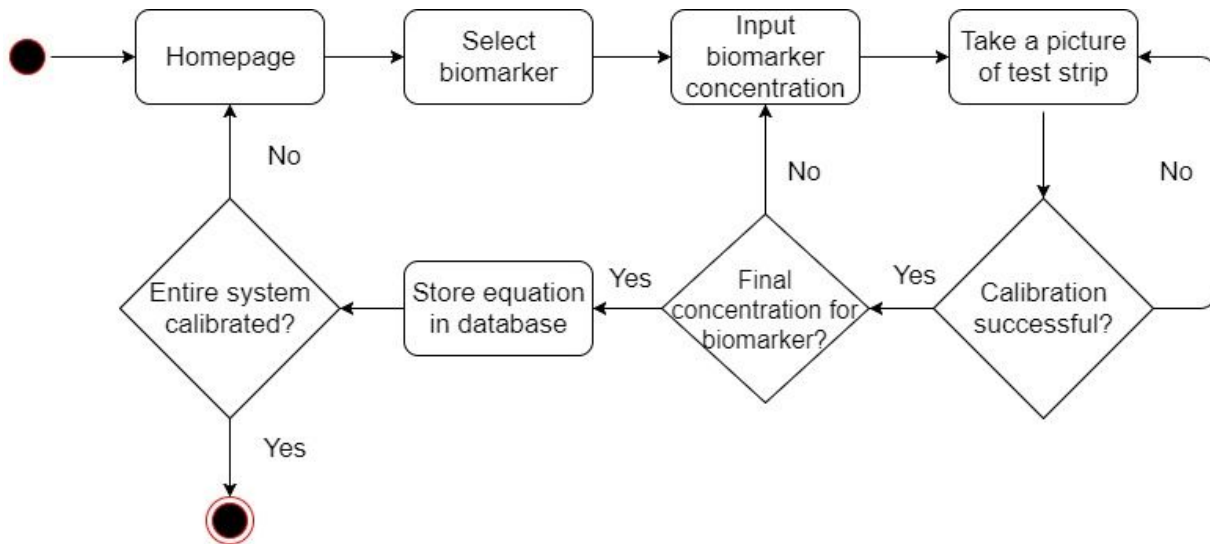 Homepage
Select
biomarker
Input
biomarker
concentration
Take a picture
of test strip
No
No
No
Entire system
calibrated?
Store equation
in database
Yes
Final
concentration for
biomarker?
Yes
Calibration
successful?
Yes